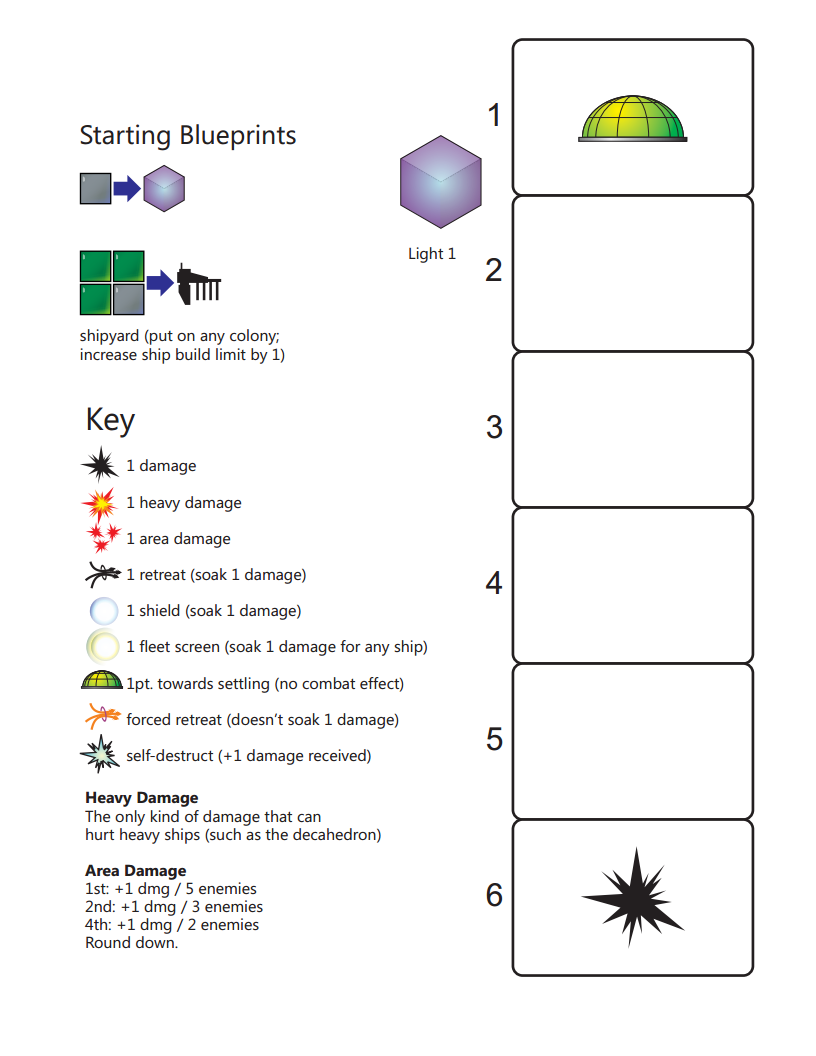 Starting Blueprints
shipyard (put on any colony;
increase ship build limit by 1)
Light 1
Key
1 damage
1 heavy damage
1 area damage
1 retreat (soak 1 damage)
1 shield (soak 1 damage)
1 fleet screen (soak 1 damage for any ship)
1pt. towards settling (no combat effect)
forced retreat (doesn't soak 1 damage)
self-destruct (+1 damage received)
Heavy Damage
The only kind of damage that can
hurt heavy ships (such as the decahedron)
Area Damage
1st: +1 dmg / 5 enemies
2nd: +1 dmg / 3 enemies
4th: +1 dmg / 2 enemies
Round down.
1
2
3
4
5
6